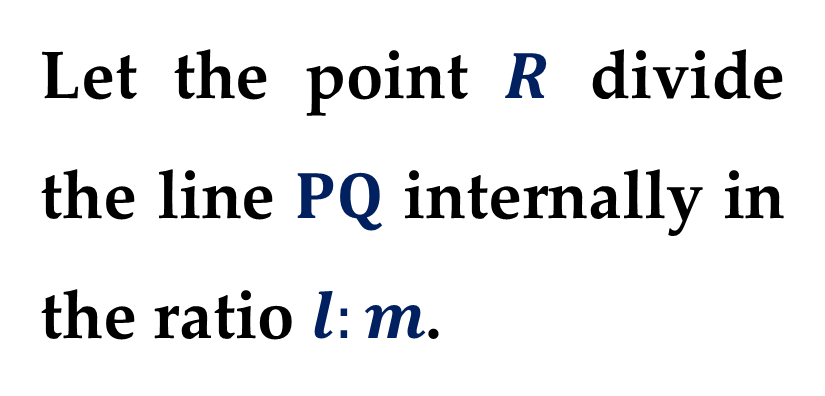 Let the point R divide
the line PQ internally in
the ratio l: m.